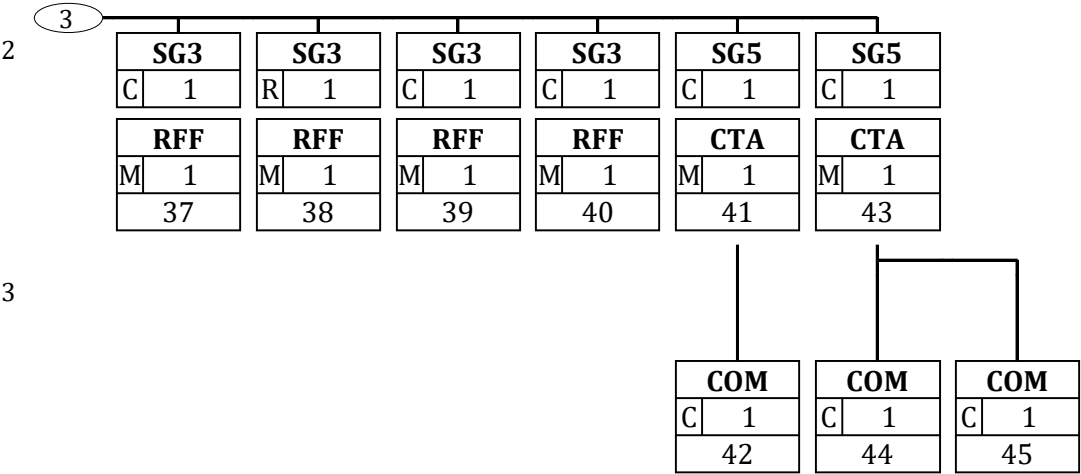 3
2
SG3 SG3 SG3 SG3 SG5 SG5
C 1 R 1 C 1 C 1 C 1 C 1
RFF RFF RFF RFF CTA CTA
M 1 M 1 M 1 M 1 M 1 M 1
37 38 39 40 41 43
3
COM COM COM
C 1 C 1 C 1
42 44 45